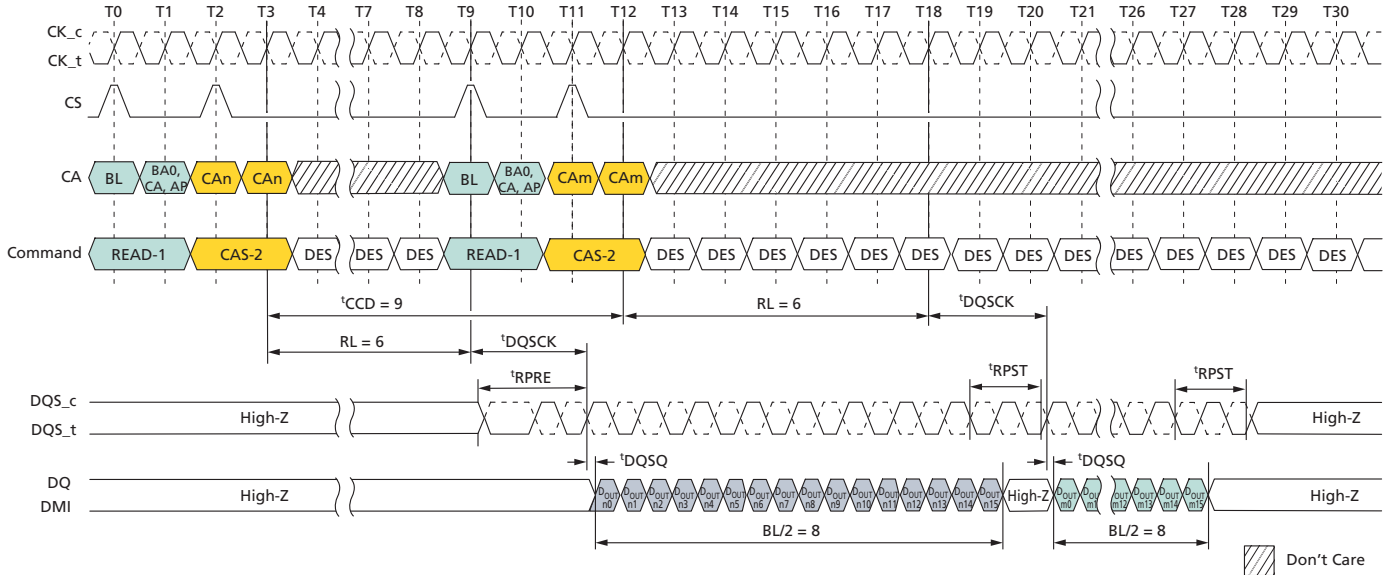 T0 T1 T2 T3 T4 T7 T8 T9 T10 T11 T12 T13 T14 T15 T16 T17 T18 T19 T20 T21 T26 T27 T28 T29 T30
CK_c
CK_t
CS
CA
BL
BA0, CA, AP
CAn
CAn
BL
BA0, CA, AP
CAm
CAm
Command
READ-1 CAS-2 DES DES DES READ-1 CAS-2 DES DES DES DES DES DES DES DES DES DES DES DES DES DES
tCCD = 9
RL = 6
tDQSCK
RL = 6
tDQSCK
tRPRE
tRPST
tRPST
DQS_c
DQS_t
High-Z
High-Z
tDQSQ
tDQSQ
DQ
DMI
High-Z
DOUT n0
DOUT n1
DOUT n2
DOUT n3
DOUT n4
DOUT n5
DOUT n6
DOUT n7
DOUT n8
DOUT n9
DOUT n10
DOUT n11
DOUT n12
DOUT n13
DOUT n14
DOUT n15
High-Z
DOUT m0
DOUT m1
DOUT m12
DOUT m13
DOUT m14
DOUT m15
High-Z
BL/2 = 8
BL/2 = 8
Don't Care